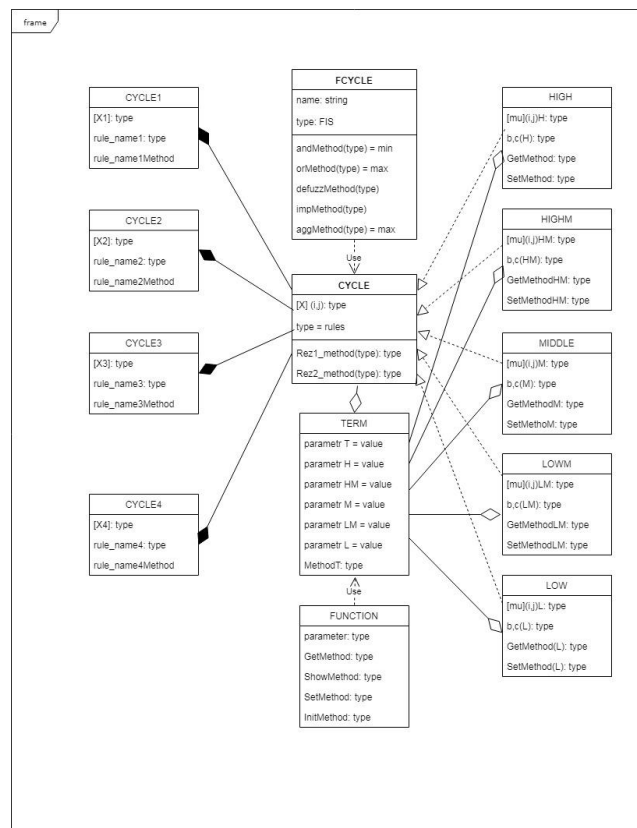 frame
CYCLE1
[X1]: type
rule_name1: type
rule_name1Method
FCYCLE
name: string
type: FIS
andMethod(type) = min
orMethod(type) = max
defuzzMethod(type)
impMethod(type)
aggMethod(type) = max
HIGH
[mu](i,j)H: type
b,c(H): type
GetMethod: type
SetMethod: type
CYCLE2
[X2]: type
rule_name2: type
rule_name2Method
HIGHM
[mu](i,j)HM: type
b,c(HM): type
GetMethodHM: type
SetMethodHM: type
Use
CYCLE
[X] (i,j): type
type = rules
Rez1_method(type): type
Rez2_method(type): type
CYCLE3
[X3]: type
rule_name3: type
rule_name3Method
MIDDLE
[mu](i,j)M: type
b,c(M): type
GetMethodM: type
SetMethoM: type
TERM
parametr T = value
parametr H = value
parametr HM = value
parametr M = value
parametr LM = value
parametr L = value
MethodT: type
LOWM
[mu](i,j)LM: type
b,c(LM): type
GetMethodLM: type
SetMethodLM: type
CYCLE4
[X4]: type
rule_name4: type
rule_name4Method
Use
FUNCTION
parameter: type
GetMethod: type
ShowMethod: type
SetMethod: type
InitMethod: type
LOW
[mu](i,j)L: type
b,c(L): type
GetMethod(L): type
SetMethod(L): type